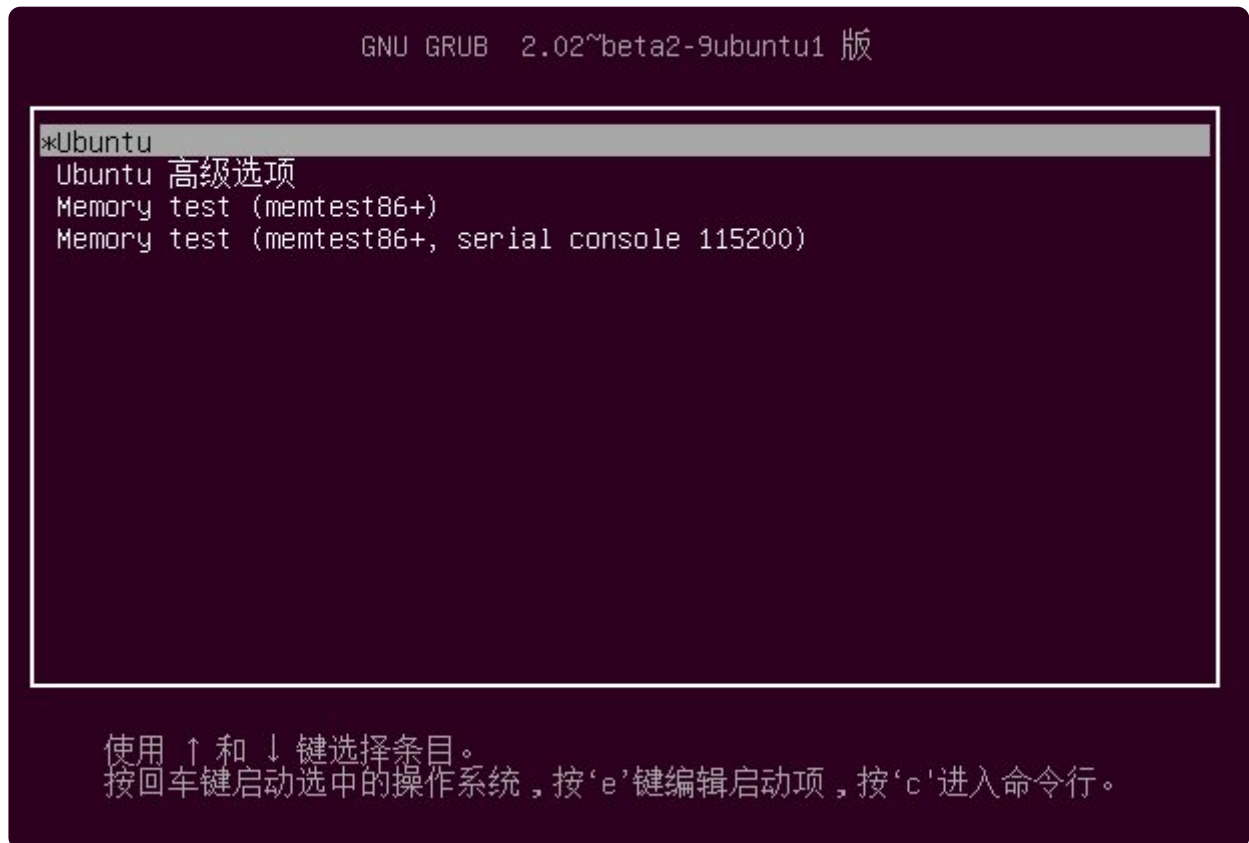 GNU GRUB  2.02~beta2-9ubuntu1 版
*Ubuntu
Ubuntu 高级选项
Memory test (memtest86+)
Memory test (memtest86+, serial console 115200)
使用 ↑ 和 ↓ 键选择条目。
按回车键启动选中的操作系统,按‘e’键编辑启动项,按‘c'进入命令行。